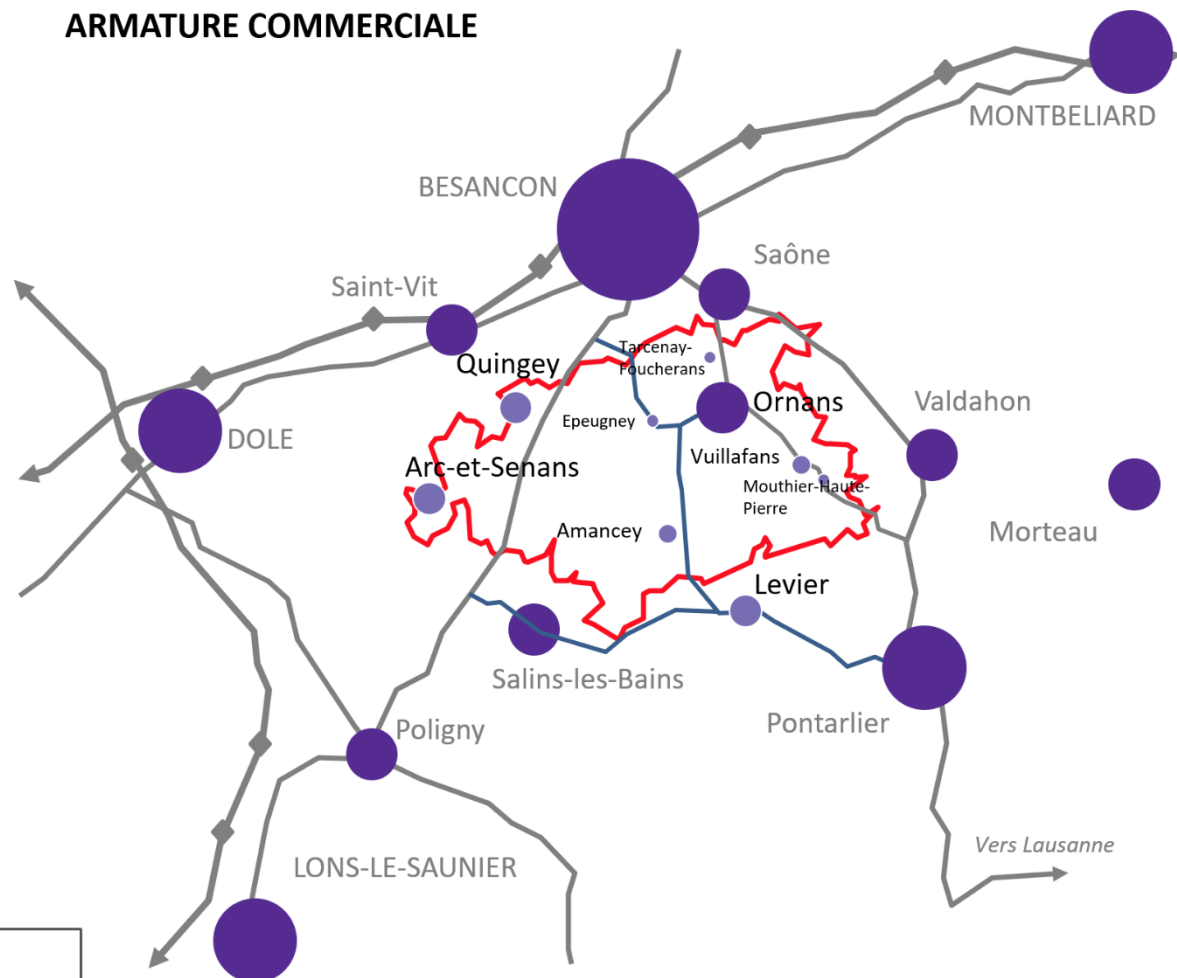 ARMATURE COMMERCIALE
MONTBELIARD
BESANCON
Saône
Saint-Vit
Tarcenay-
Foucherans
Quingey
Ornans
Valdahon
Epeugney
DOLE
Vuillafans
Arc-et-Senans
Mouthier-Haute-
Pierre
Morteau
Amancey
Levier
Salins-les-Bains
Pontarlier
Poligny
Vers Lausanne
LONS-LE-SAUNIER